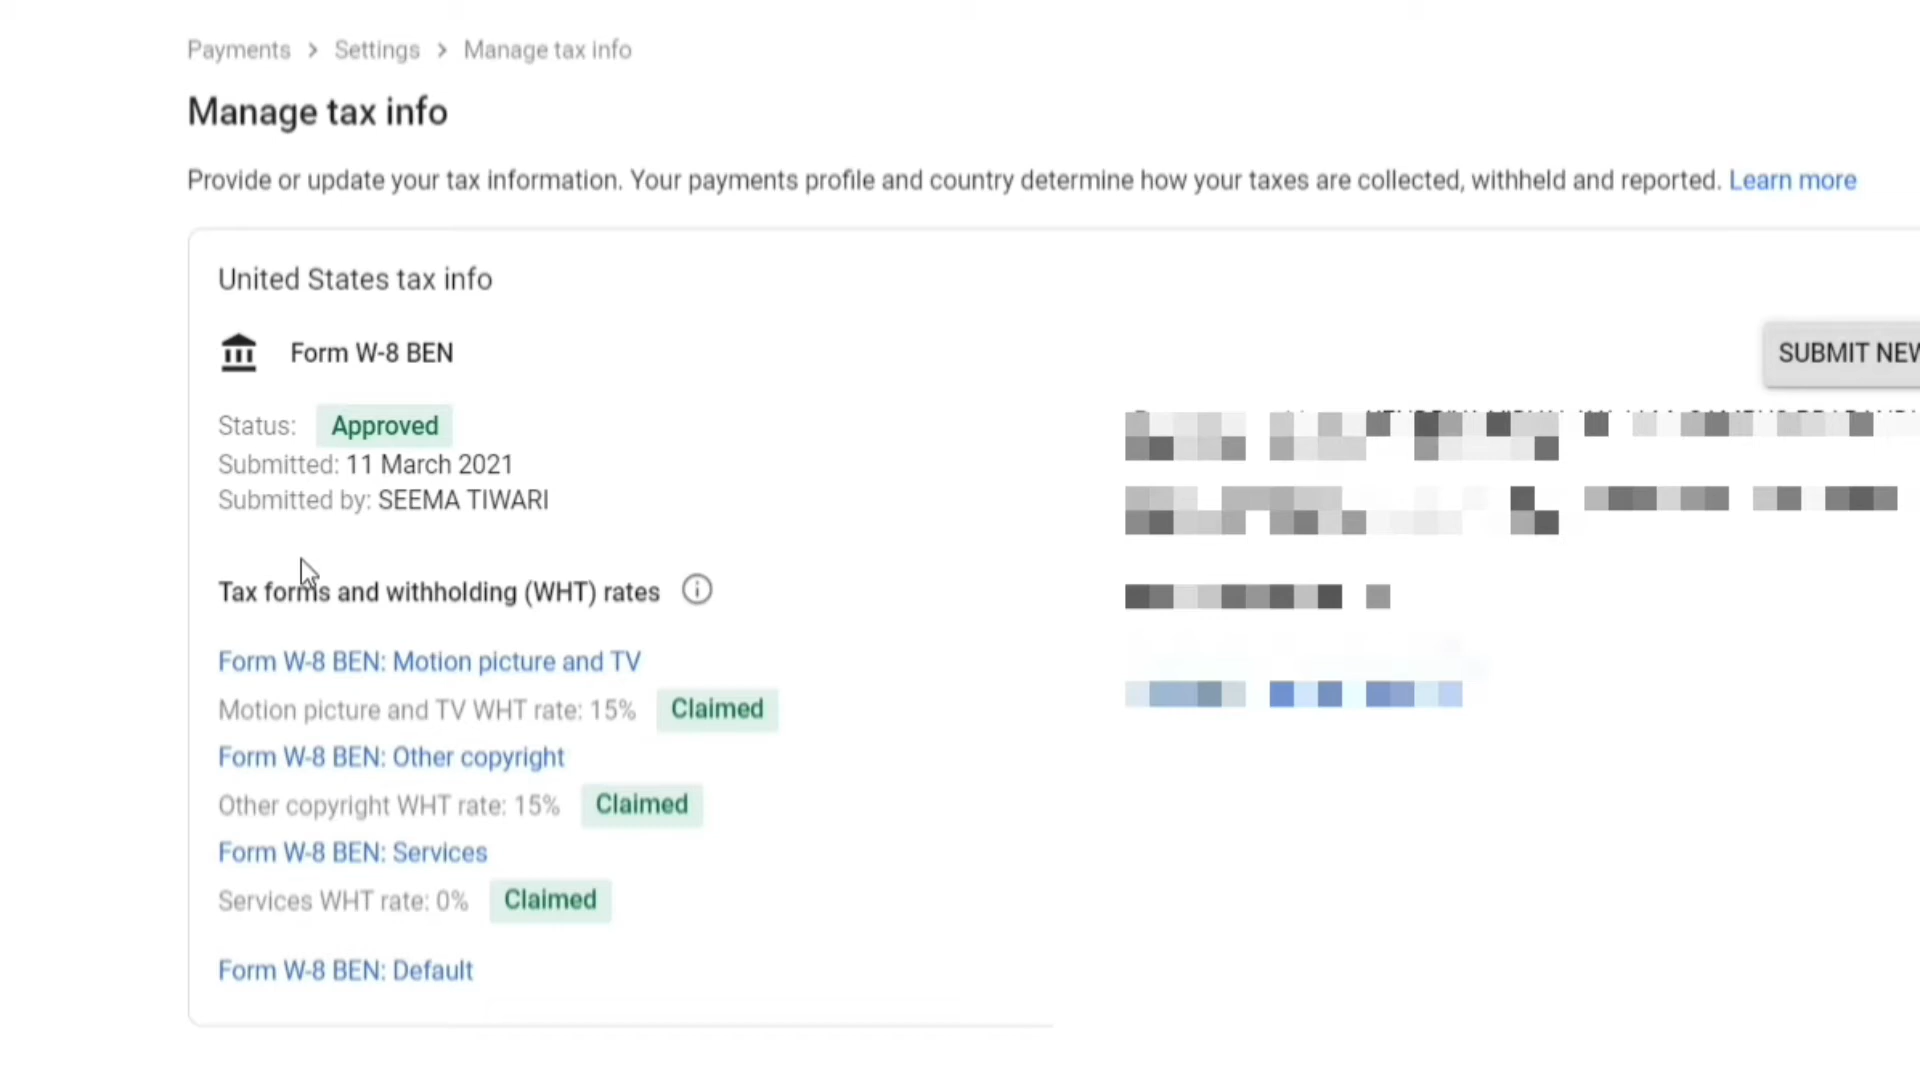 Payments > Settings > Manage tax info
Manage tax info
Provide or update your tax information. Your payments profile and country determine how your taxes are collected, withheld and reported. Learn more
United States tax info
Form W-8 BEN
SUBMIT NEW
Status: Approved
Submitted: 11 March 2021
Submitted by: SEEMA TIWARI
Tax forms and withholding (WHT) rates
Form W-8 BEN: Motion picture and TV
Motion picture and TV WHT rate: 15% Claimed
Form W-8 BEN: Other copyright
Other copyright WHT rate: 15% Claimed
Form W-8 BEN: Services
Services WHT rate: 0% Claimed
Form W-8 BEN: Default